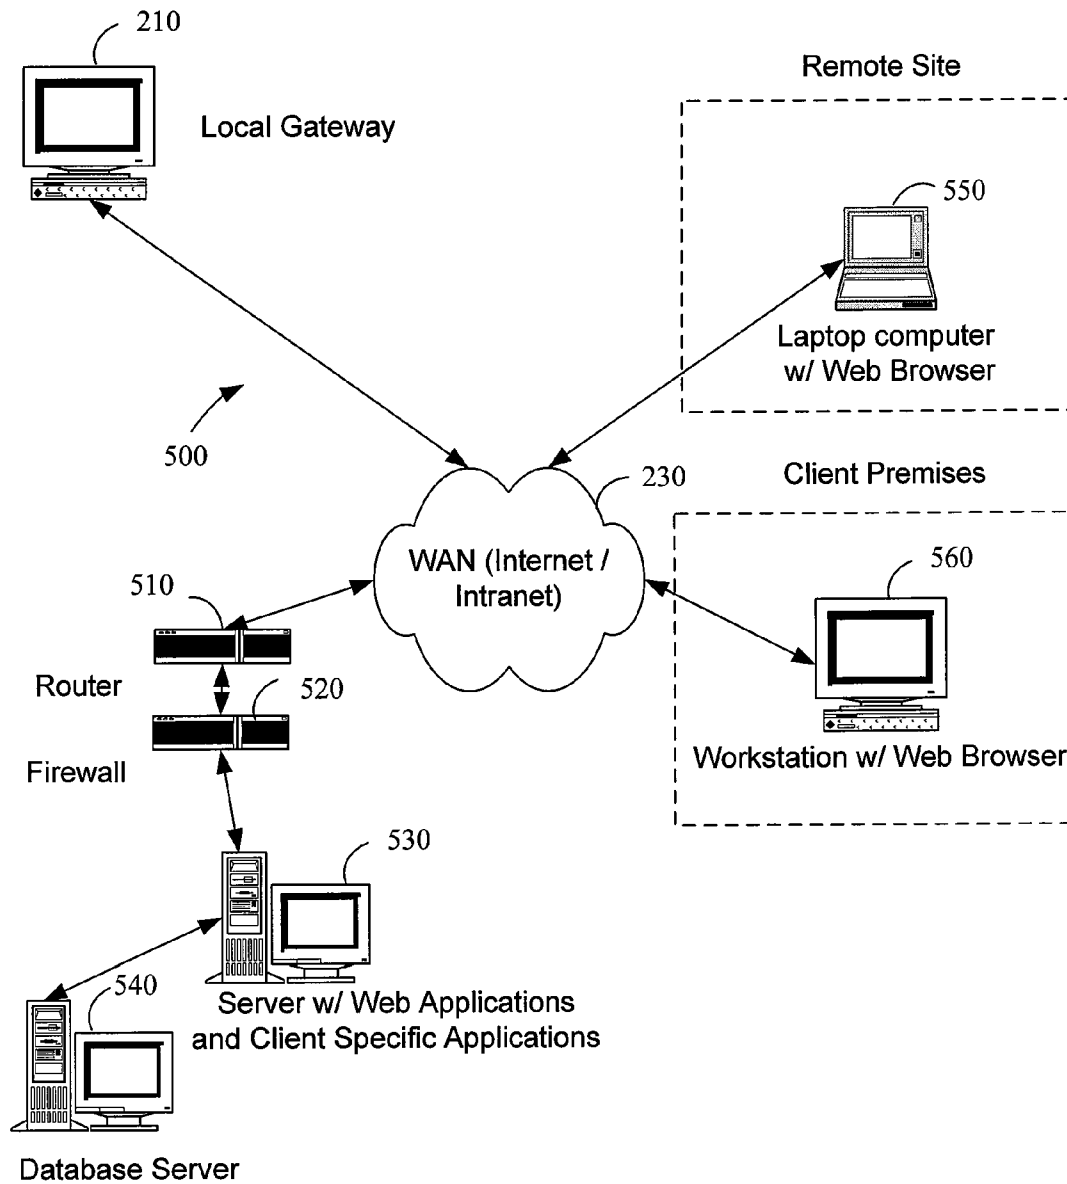 210
Local Gateway
Remote Site
550
Laptop computer
w/ Web Browser
500
230
Client Premises
WAN (Internet /
Intranet)
560
Workstation w/ Web Browser
510
Router
520
Firewall
530
Server w/ Web Applications
and Client Specific Applications
540
Database Server